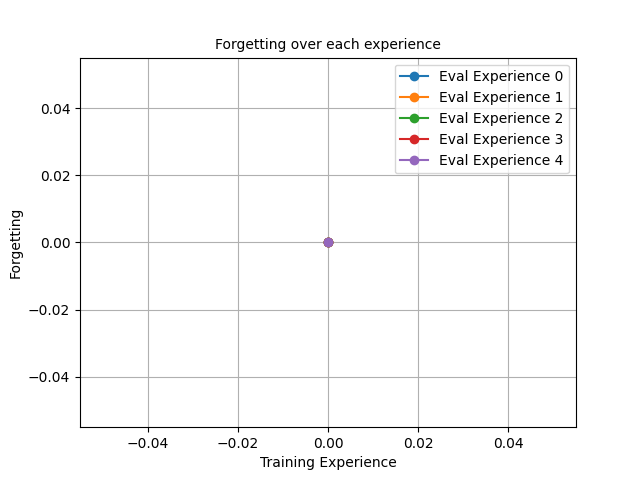 Forgetting over each experience
Eval Experience 0
Eval Experience 1
Eval Experience 2
Eval Experience 3
Eval Experience 4
0.04
0.02
0.00
−0.02
−0.04
Forgetting
−0.04 −0.02 0.00 0.02 0.04
Training Experience